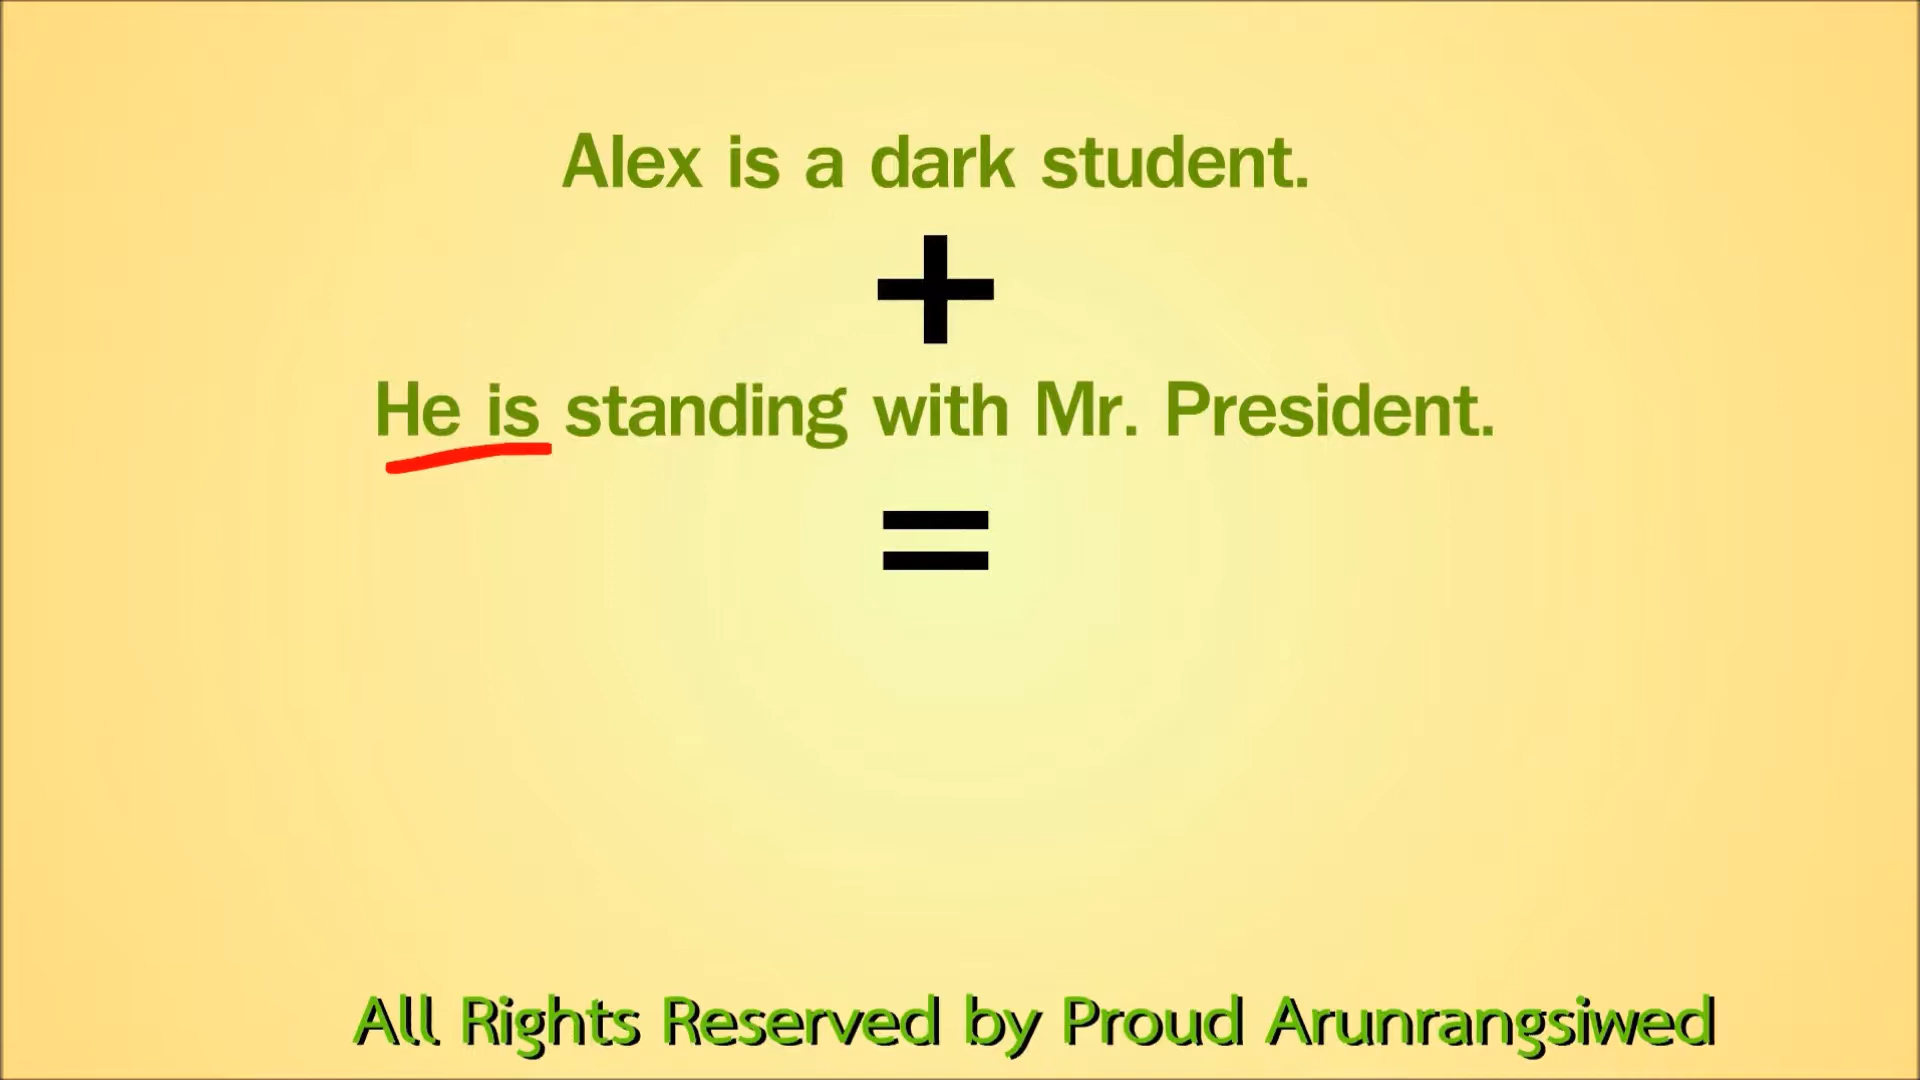 Alex is a dark student.
+
He is standing with Mr. President.
=
All Rights Reserved by Proud Arunrangsiwed